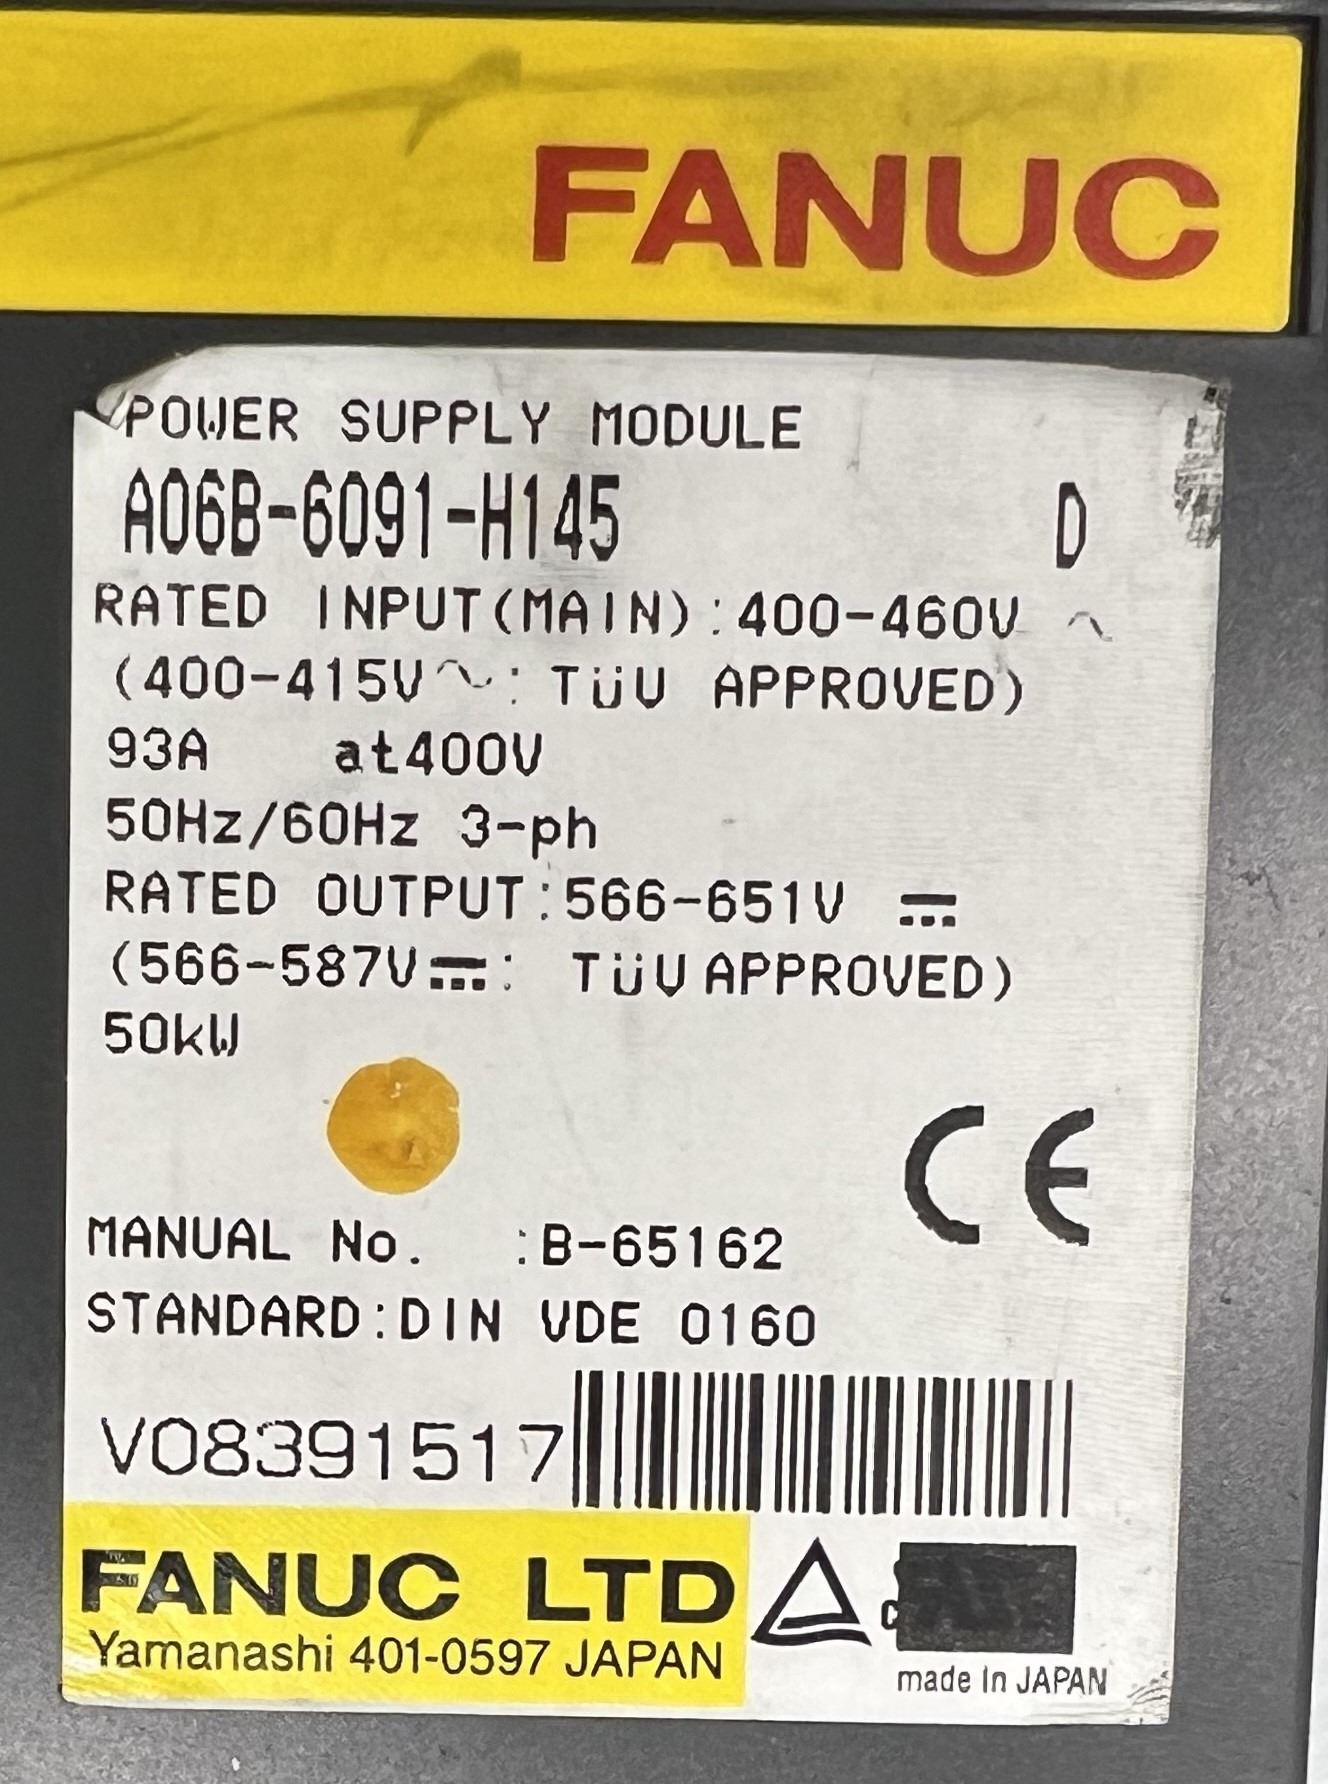 FANUC
POWER SUPPLY MODULE
A06B-6091-H145 D
RATED INPUT(MAIN):400-460V ~
(400-415V~: TüV APPROVED)
93A at400V
50Hz/60Hz 3-ph
RATED OUTPUT:566-651V ⎓
(566-587V⎓: TüV APPROVED)
50kW
CE
MANUAL No. :B-65162
STANDARD:DIN VDE 0160
V08391517
FANUC LTD
Yamanashi 401-0597 JAPAN
made In JAPAN